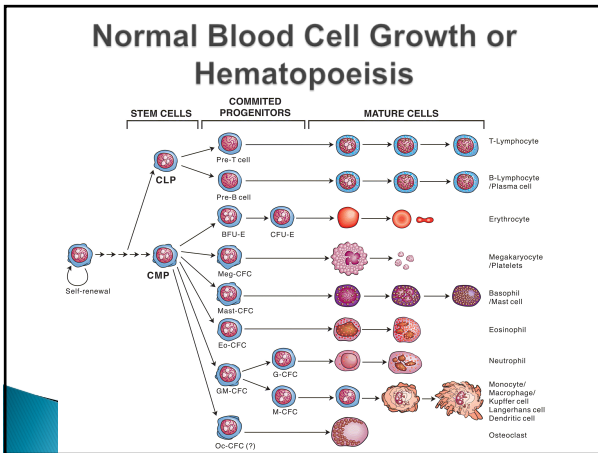 Normal Blood Cell Growth or
Hematopoeisis
STEM CELLS
COMMITED
PROGENITORS
MATURE CELLS
Pre-T cell
T-Lymphocyte
CLP
Pre-B cell
B-Lymphocyte
/Plasma cell
BFU-E
CFU-E
Erythrocyte
Self-renewal
CMP
Meg-CFC
Megakaryocyte
/Platelets
Mast-CFC
Basophil
/Mast cell
Eo-CFC
Eosinophil
GM-CFC
G-CFC
Neutrophil
M-CFC
Monocyte/
Macrophage/
Kupffer cell
Langerhans cell
Dendritic cell
Oc-CFC (?)
Osteoclast